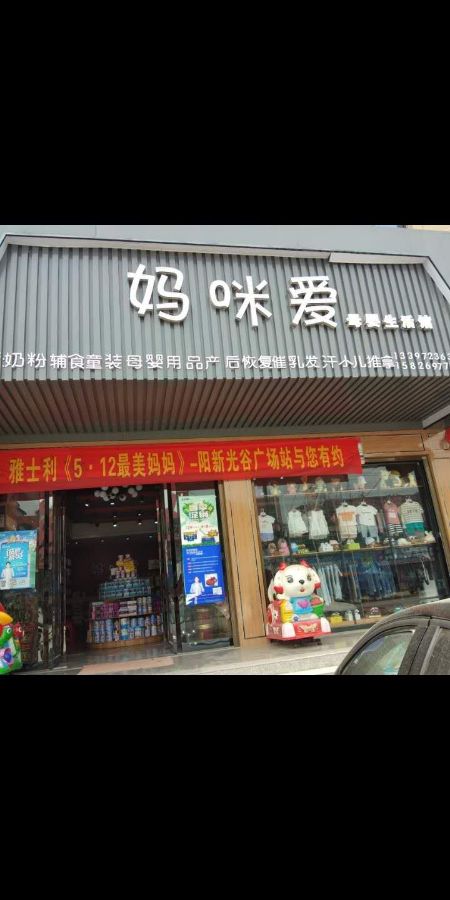 妈咪爱
母婴生活馆
奶粉辅食童装母婴用品产后恢复催乳发汗小儿推拿
133972363
15826977
雅士利《5·12最美妈妈》-阳新光谷广场站与您有约